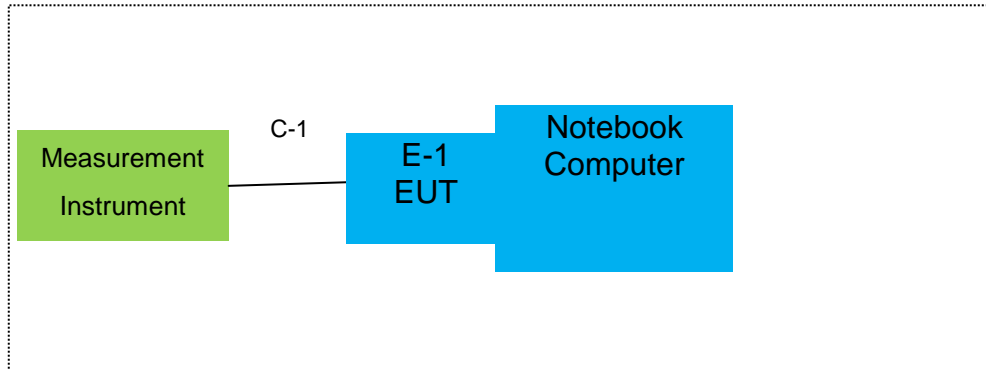 Measurement
Instrument
C-1
E-1
EUT
Notebook
Computer